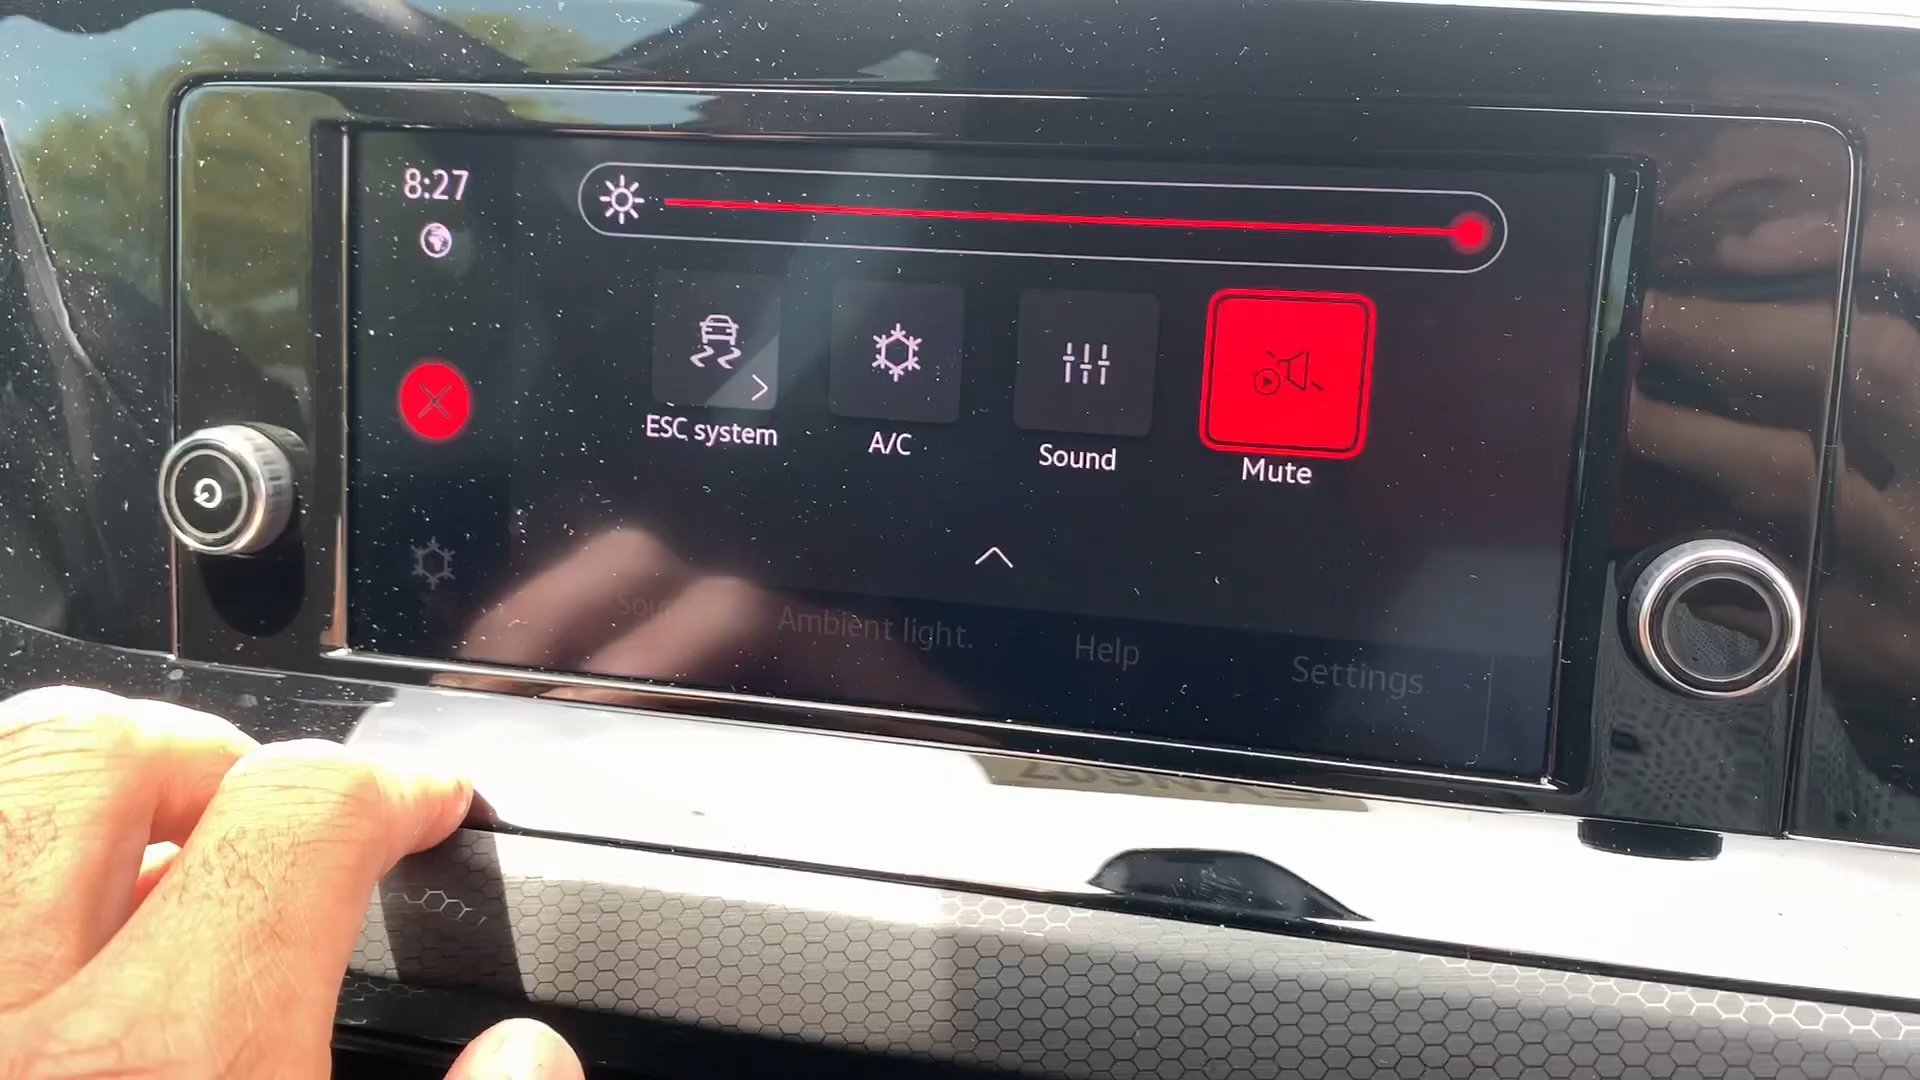 8:27
ESC system
A/C
Sound
Mute
Ambient light.
Help
Settings